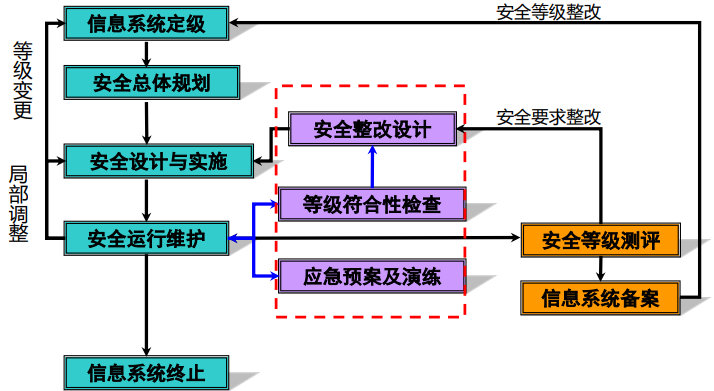 信息系统定级
安全等级整改
等级变更
安全总体规划
安全整改设计
安全要求整改
安全设计与实施
局部调整
等级符合性检查
安全运行维护
安全等级测评
应急预案及演练
信息系统备案
信息系统终止